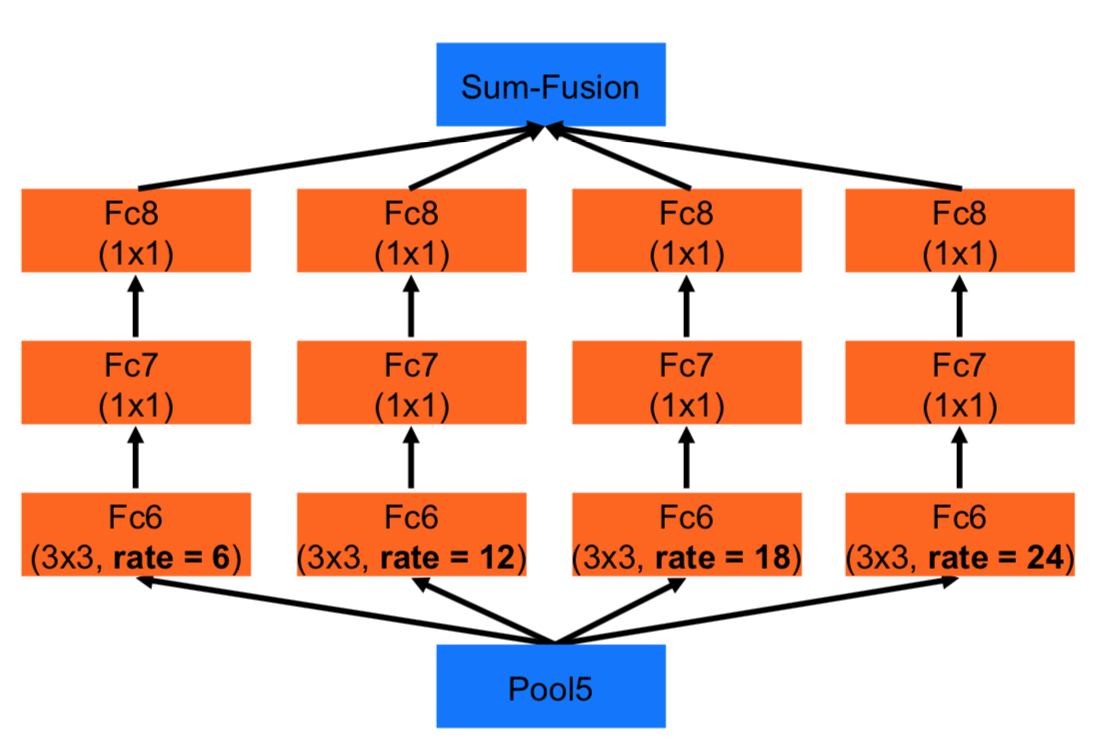 Sum-Fusion
Fc8
(1x1)
Fc8
(1x1)
Fc8
(1x1)
Fc8
(1x1)
Fc7
(1x1)
Fc7
(1x1)
Fc7
(1x1)
Fc7
(1x1)
Fc6
(3x3, rate = 6)
Fc6
(3x3, rate = 12)
Fc6
(3x3, rate = 18)
Fc6
(3x3, rate = 24)
Pool5